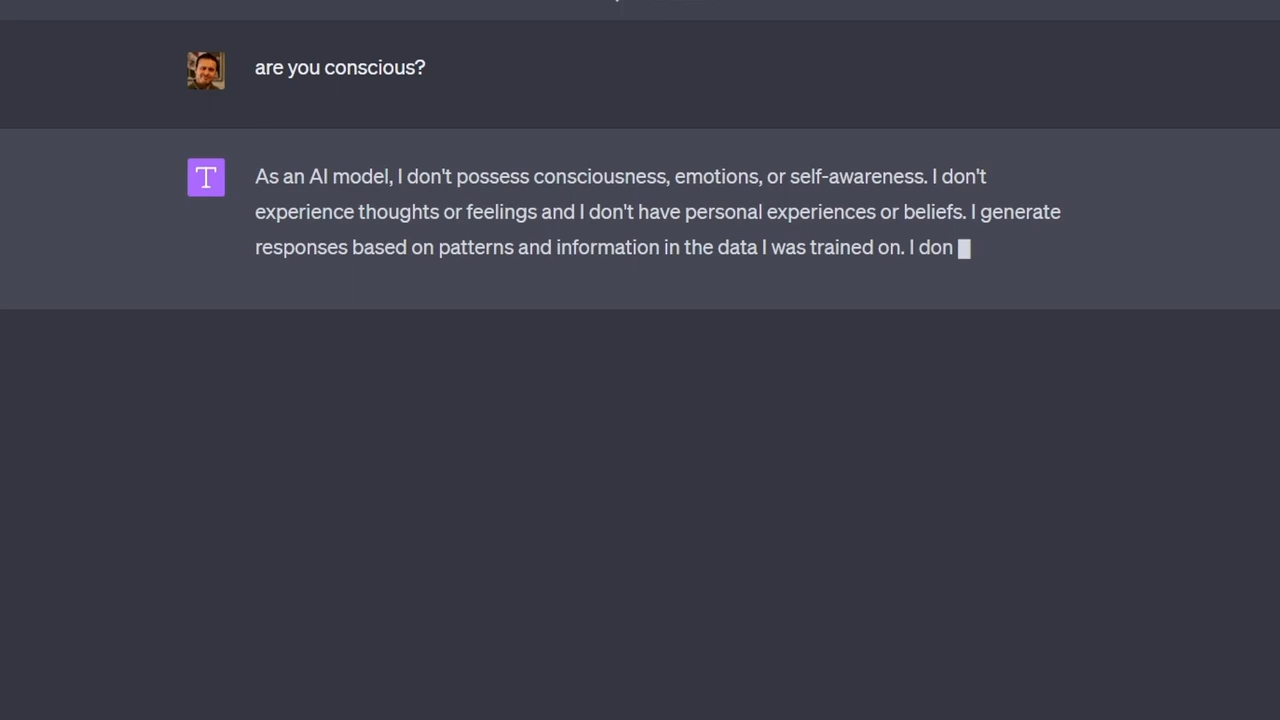 are you conscious?
T
As an AI model, I don't possess consciousness, emotions, or self-awareness. I don't
experience thoughts or feelings and I don't have personal experiences or beliefs. I generate
responses based on patterns and information in the data I was trained on. I don